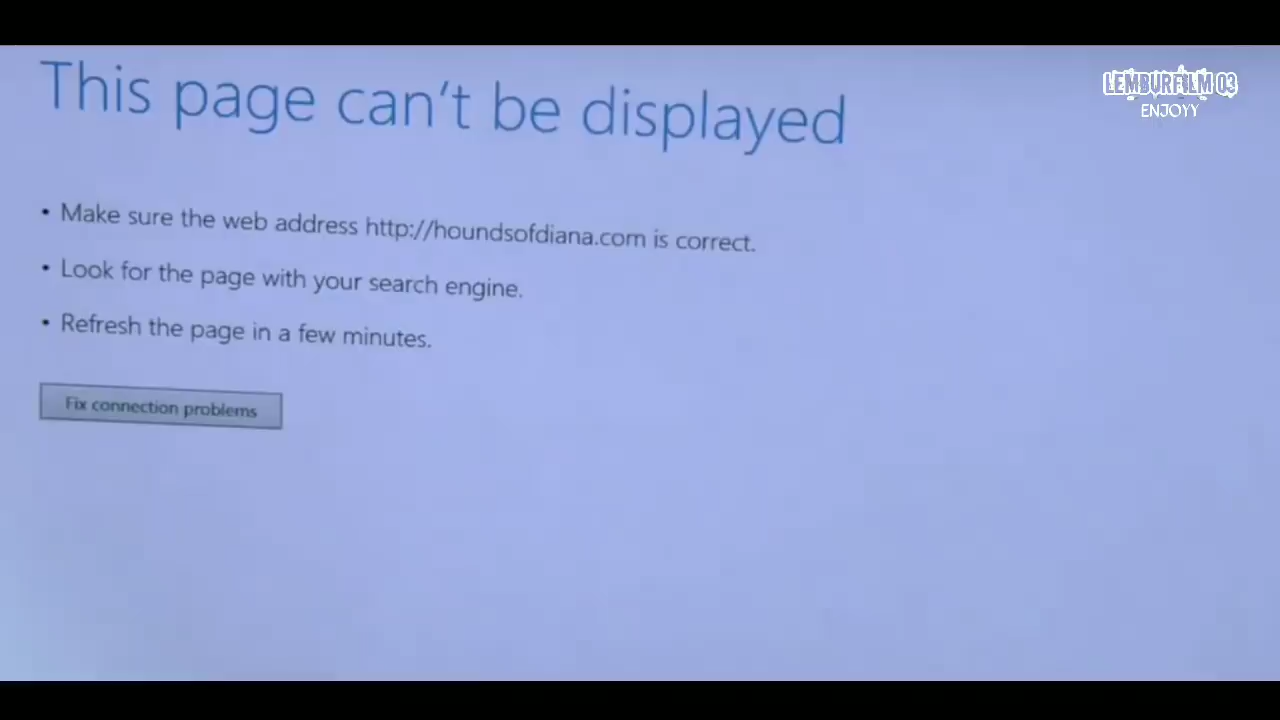 This page can't be displayed
LEMBURFILM 03
ENJOYY
• Make sure the web address http://houndsofdiana.com is correct.
• Look for the page with your search engine.
• Refresh the page in a few minutes.
Fix connection problems